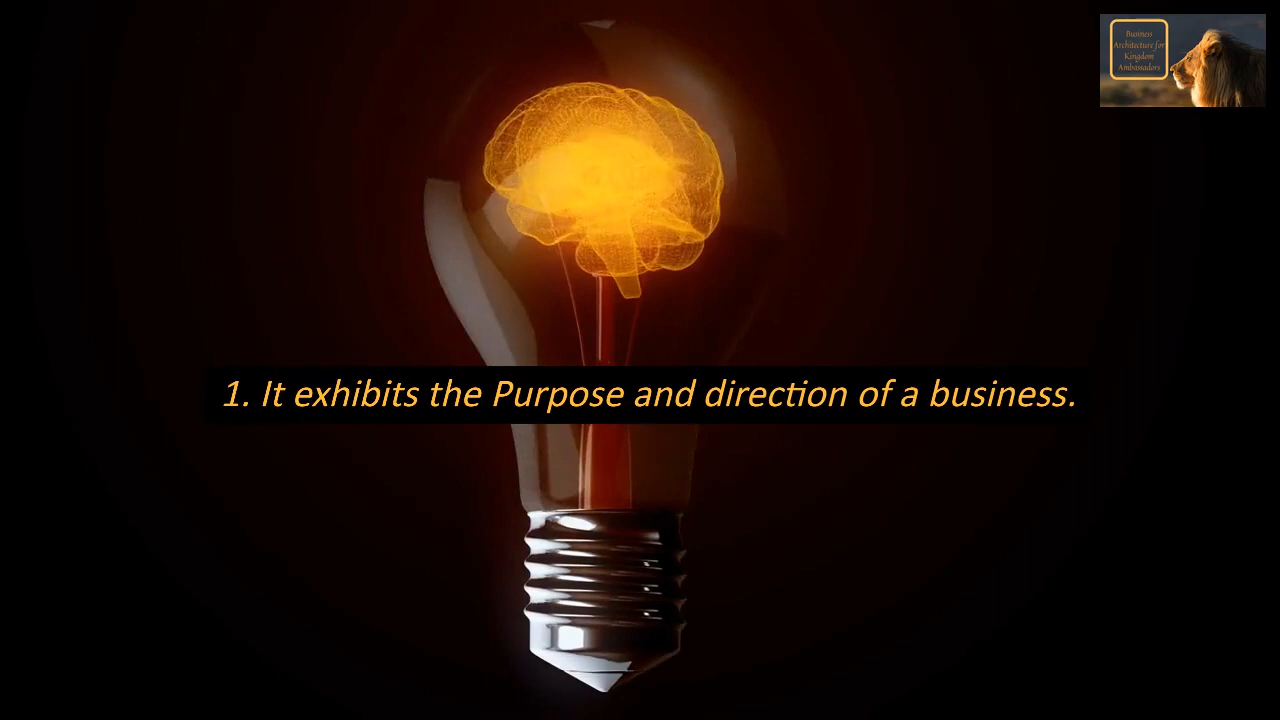 Business
Architecture for
Kingdom
Ambassadors
1. It exhibits the Purpose and direction of a business.